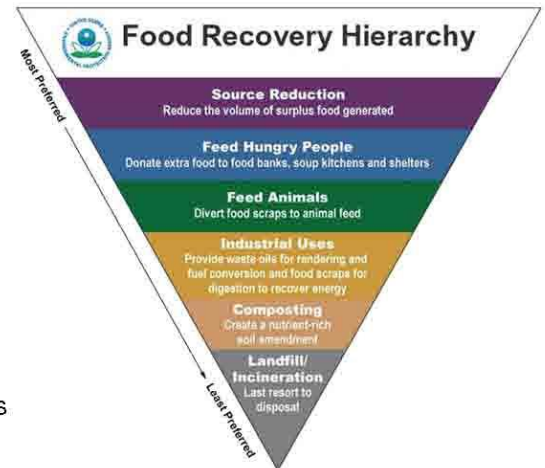 Food Recovery Hierarchy
Most Preferred
Source Reduction
Reduce the volume of surplus food generated
Feed Hungry People
Donate extra food to food banks, soup kitchens and shelters
Feed Animals
Divert food scraps to animal feed
Industrial Uses
Provide waste oils for rendering and
fuel conversion and food scraps for
digestion to recover energy
Composting
Create a nutrient-rich
soil amendment
Landfill/
Incineration
Last resort to
disposal
Least Preferred
s